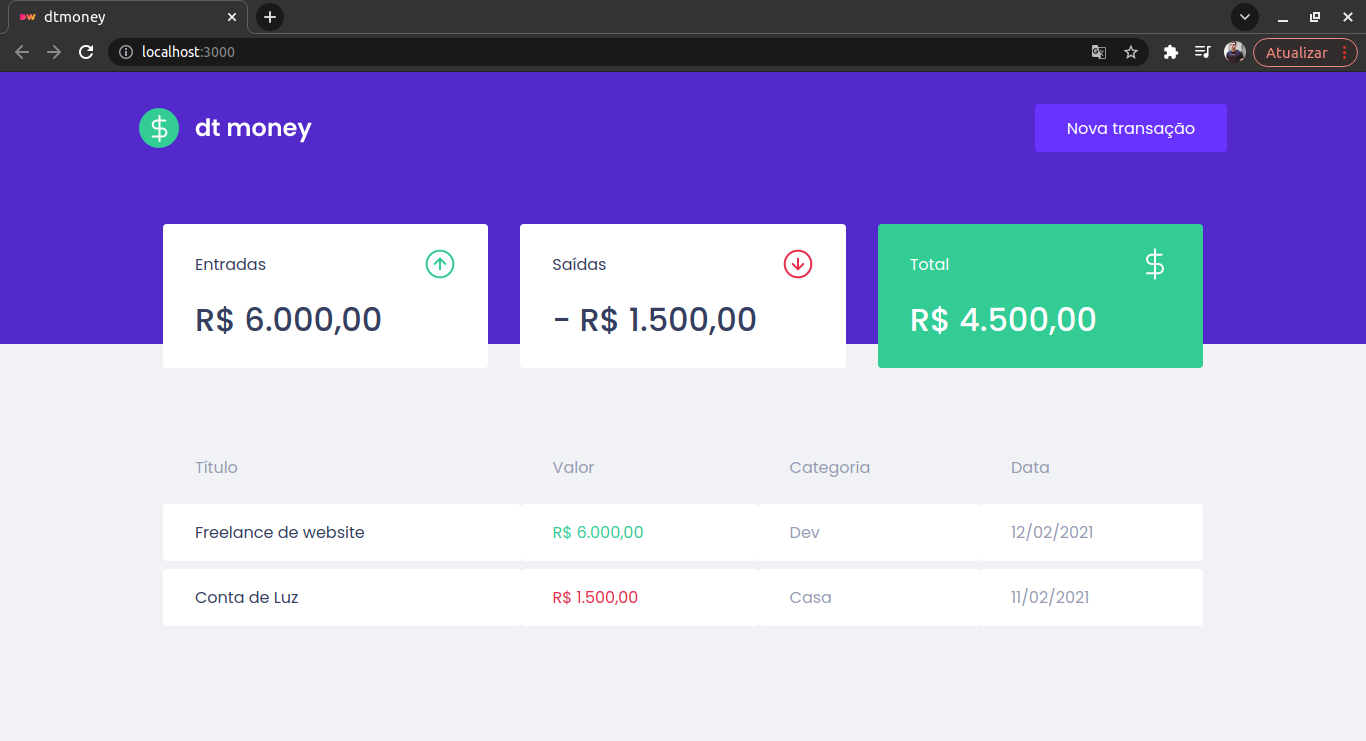 dtmoney
localhost:3000
Atualizar
dt money
Nova transação
Entradas
R$ 6.000,00
Saídas
- R$ 1.500,00
Total
R$ 4.500,00
Título Valor Categoria Data
Freelance de website R$ 6.000,00 Dev 12/02/2021
Conta de Luz R$ 1.500,00 Casa 11/02/2021